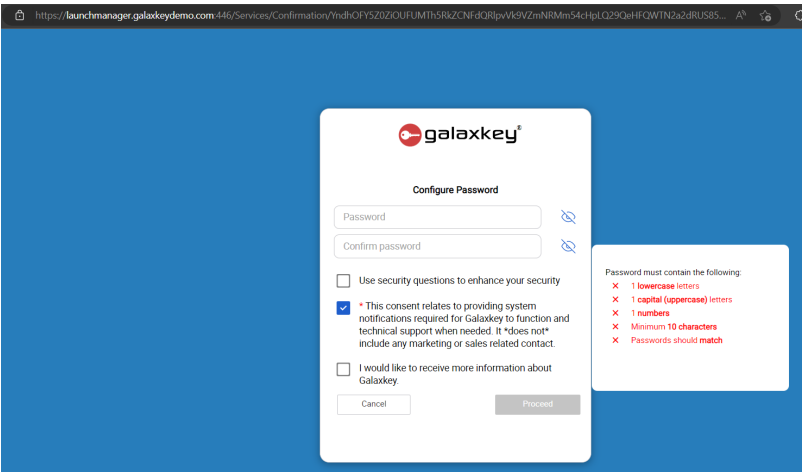 https://launchmanager.galaxkeydemo.com:446/Services/Confirmation/
galaxkey®
Configure Password
Password
Confirm password
Use security questions to enhance your security
* This consent relates to providing system
notifications required for Galaxkey to function and
technical support when needed. It *does not*
include any marketing or sales related contact.
I would like to receive more information about
Galaxkey.
Cancel
Proceed
Password must contain the following:
1 lowercase letters
1 capital (uppercase) letters
1 numbers
Minimum 10 characters
Passwords should match